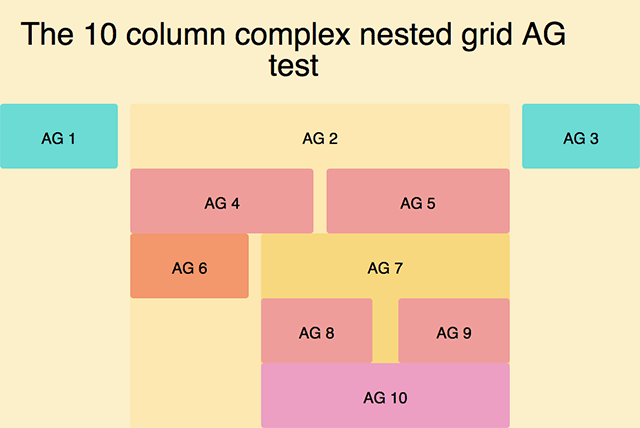 The 10 column complex nested grid AG
test
AG 1
AG 2
AG 3
AG 4
AG 5
AG 6
AG 7
AG 8
AG 9
AG 10